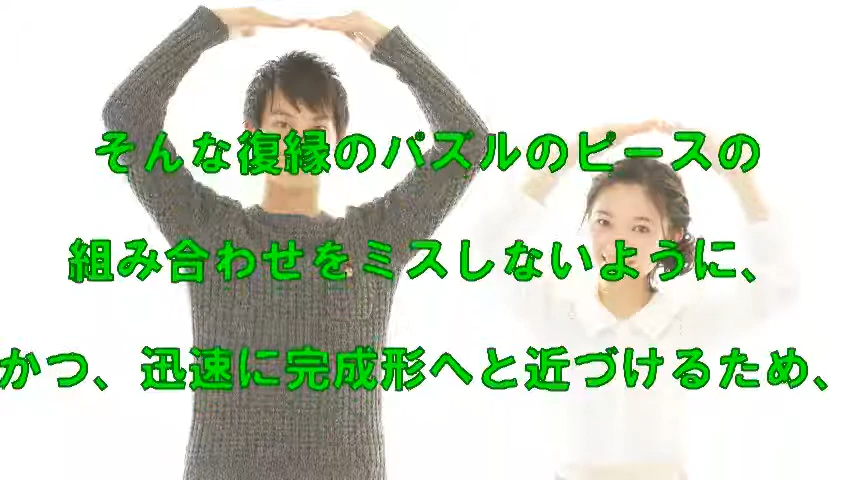 そんな復縁のパズルのピースの
組み合わせをミスしないように、
かつ、迅速に完成形へと近づけるため、